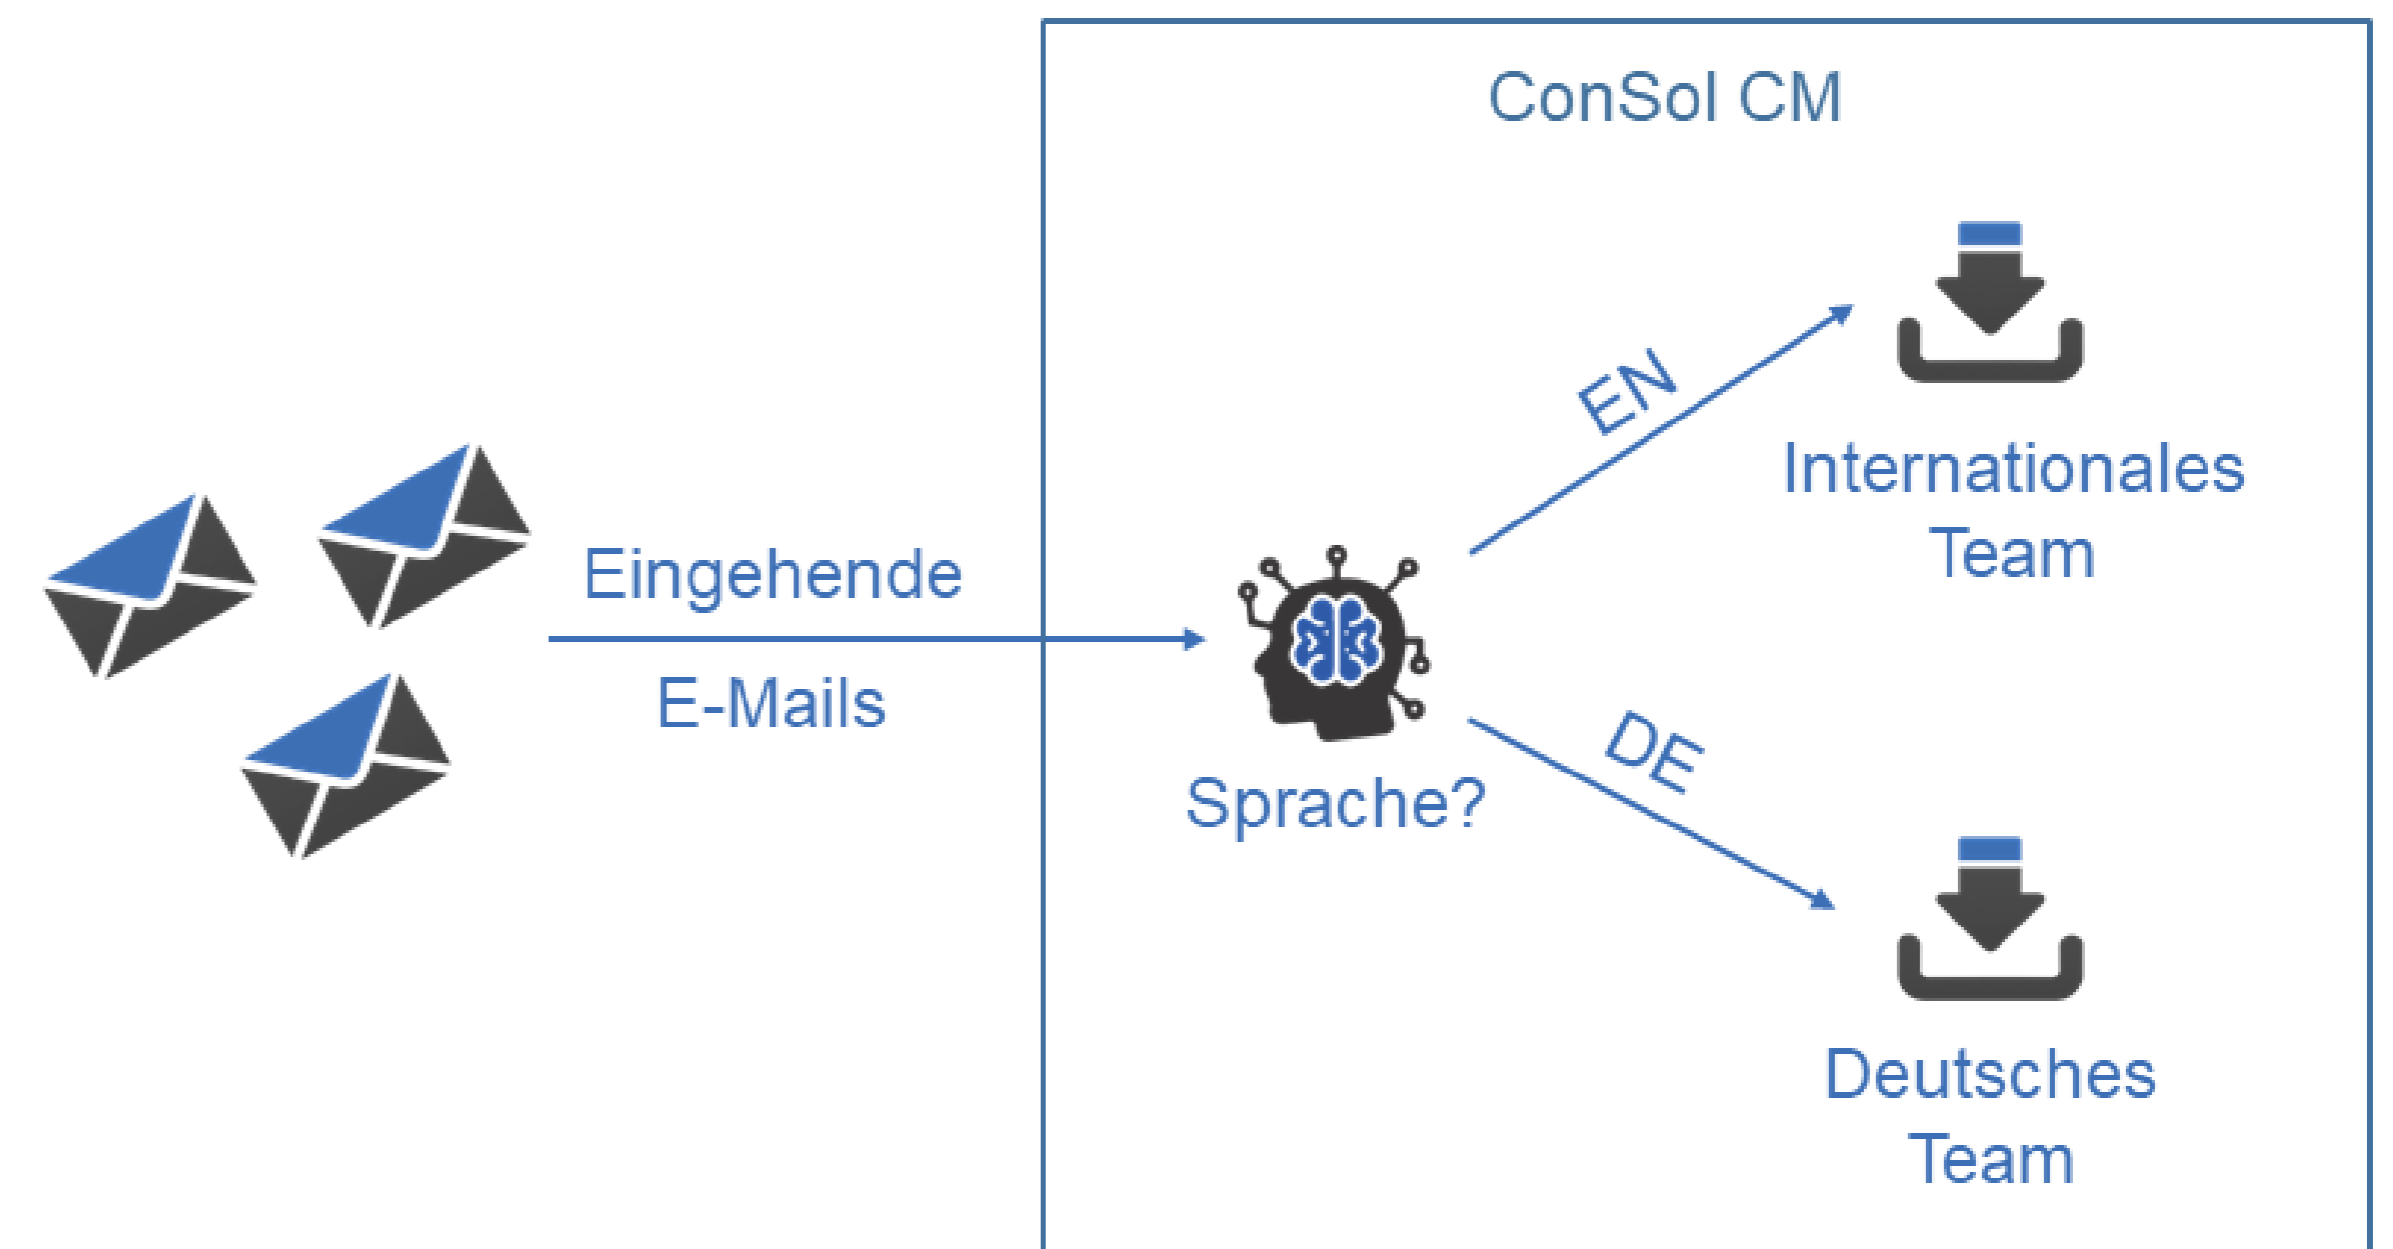 ConSol CM
EN
Internationales
Team
Eingehende
E-Mails
Sprache?
DE
Deutsches
Team